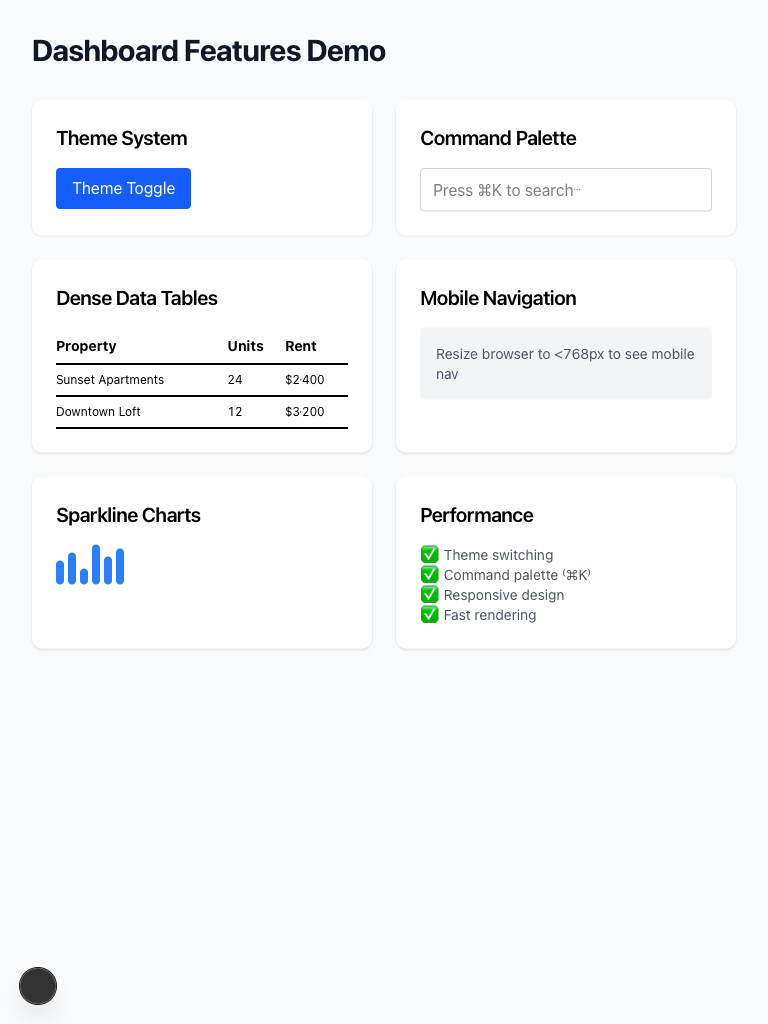 Dashboard Features Demo
Theme System
Theme Toggle
Command Palette
Press ⌘K to search...
Dense Data Tables
Property Units Rent
Sunset Apartments 24 $2,400
Downtown Loft 12 $3,200
Mobile Navigation
Resize browser to <768px to see mobile
nav
Sparkline Charts
Performance
✅ Theme switching
✅ Command palette (⌘K)
✅ Responsive design
✅ Fast rendering